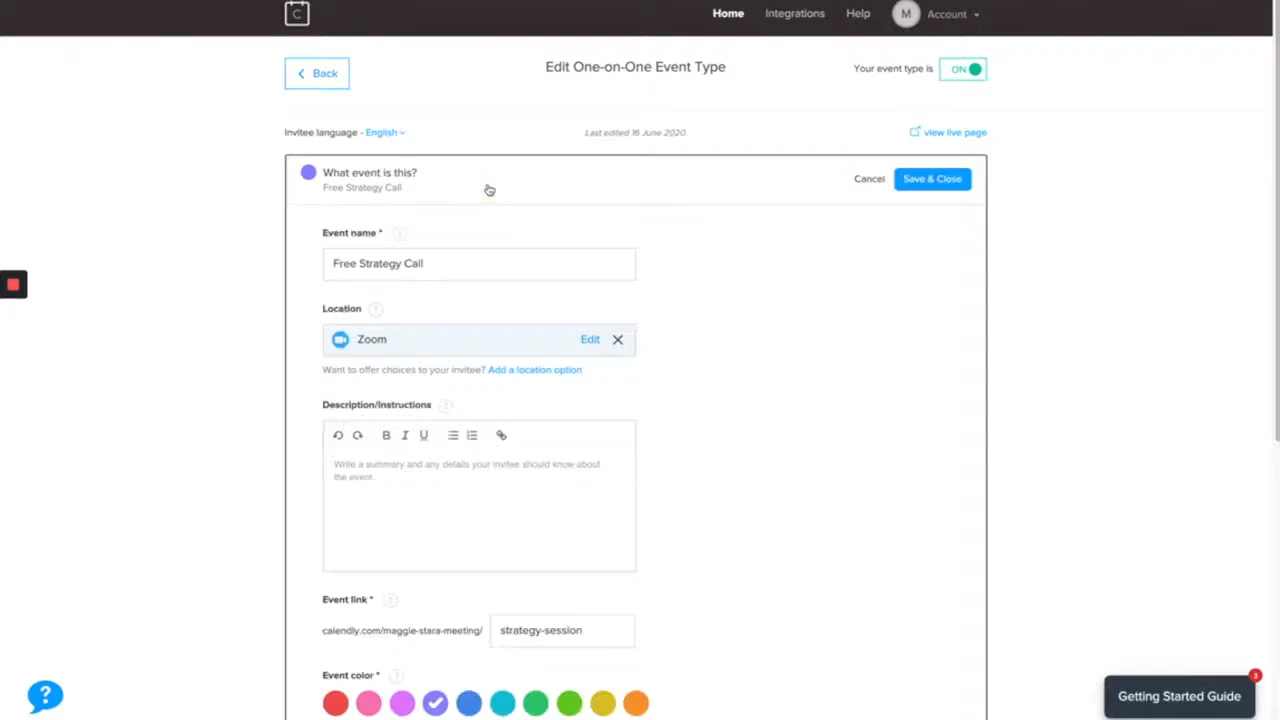 C
Home Integrations Help M Account
Back
Edit One-on-One Event Type
Your event type is ON
Invitee language - English
Last edited 16 June 2020.
view live page
What event is this?
Free Strategy Call
Cancel Save & Close
Event name * ?
Free Strategy Call
Location ?
Zoom Edit
Want to offer choices to your invitee? Add a location option
Description/Instructions ?
B I U
Write a summary and any details your invitee should know about
the event.
Event link * ?
calendly.com/maggie-stara-meeting/ strategy-session
Event color * ?
?
3
Getting Started Guide